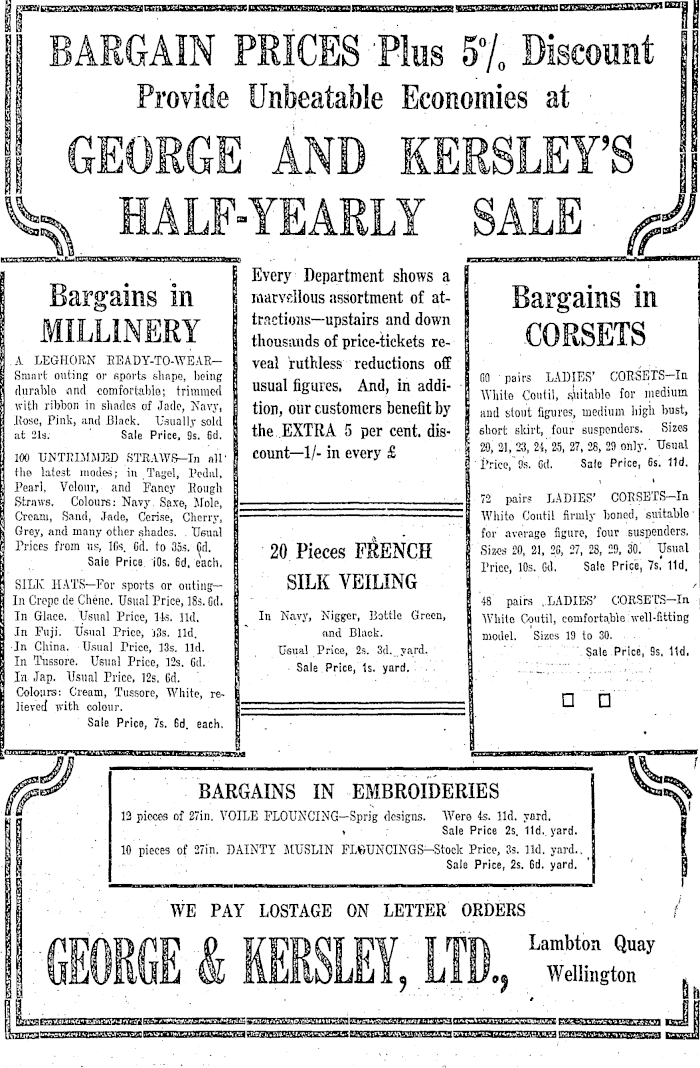 BARGAIN PRICES Plus 5% Discount
Provide Unbeatable Economies at
GEORGE AND KERSLEY'S
HALF-YEARLY SALE
Bargains in
MILLINERY
A LEGHORN READY-TO-WEAR—
Smart outing or sports shape, being
durable and comfortable; trimmed
with ribbon in shades of Jade, Navy,
Rose, Pink, and Black. Usually sold
at 21s. Sale Price, 9s. 6d.
100 UNTRIMMED STRAWS—In all
the latest modes; in Tagel, Pedal,
Pearl, Velour, and Fancy Rough
Straws. Colours: Navy Saxe, Mole,
Cream, Sand, Jade, Cerise, Cherry,
Grey, and many other shades. Usual
Prices from us, 16s. 6d. to 35s. 6d.
Sale Price 10s. 6d. each.
SILK HATS—For sports or outing—
In Crepe de Chene. Usual Price, 18s. 6d.
In Glace. Usual Price, 14s. 11d.
In Fuji. Usual Price, 13s. 11d.
In China. Usual Price, 13s. 11d.
In Tussore. Usual Price, 12s. 6d.
In Jap. Usual Price, 12s. 6d.
Colours: Cream, Tussore, White, re-
lieved with colour.
Sale Price, 7s. 6d. each.
Every Department shows a
marvellous assortment of at-
tractions—upstairs and down
thousands of price-tickets re-
veal ruthless reductions off
usual figures. And, in addi-
tion, our customers benefit by
the EXTRA 5 per cent. dis-
count—1/- in every £
20 Pieces FRENCH
SILK VEILING
In Navy, Nigger, Bottle Green,
and Black.
Usual Price, 2s. 3d. yard.
Sale Price, 1s. yard.
Bargains in
CORSETS
60 pairs LADIES' CORSETS—In
White Coutil, suitable for medium
and stout figures, medium high bust,
short skirt, four suspenders. Sizes
20, 21, 23, 24, 25, 27, 28, 29 only. Usual
Price, 9s. 6d. Sale Price, 6s. 11d.
72 pairs LADIES' CORSETS—In
White Coutil firmly boned, suitable
for average figure, four suspenders.
Sizes 20, 21, 26, 27, 28, 29, 30. Usual
Price, 10s. 6d. Sale Price, 7s. 11d.
48 pairs LADIES' CORSETS—In
White Coutil, comfortable well-fitting
model. Sizes 19 to 30.
Sale Price, 9s. 11d.
BARGAINS IN EMBROIDERIES
12 pieces of 27in. VOILE FLOUNCING—Sprig designs. Were 4s. 11d. yard.
Sale Price 2s. 11d. yard.
10 pieces of 27in. DAINTY MUSLIN FLOUNCINGS—Stock Price, 3s. 11d. yard.
Sale Price, 2s. 6d. yard.
WE PAY LOSTAGE ON LETTER ORDERS
GEORGE & KERSLEY, LTD.,
Lambton Quay
Wellington